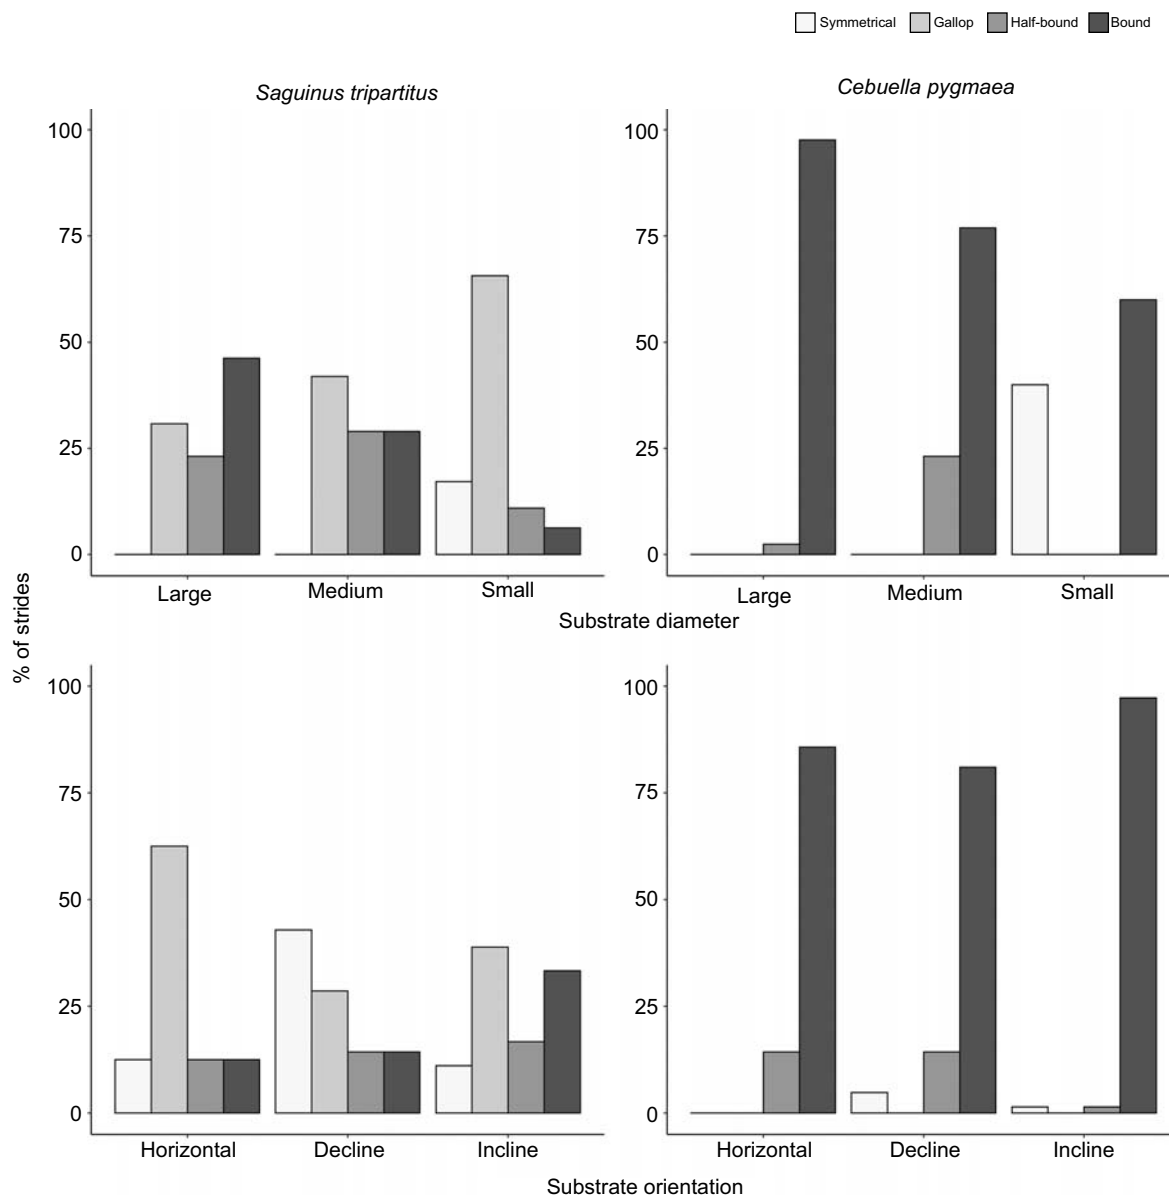 Symmetrical Gallop Half-bound Bound
Saguinus tripartitus
Cebuella pygmaea
% of strides
100
75
50
25
0
Large Medium Small
100
75
50
25
0
Large Medium Small
Substrate diameter
100
75
50
25
0
Horizontal Decline Incline
100
75
50
25
0
Horizontal Decline Incline
Substrate orientation